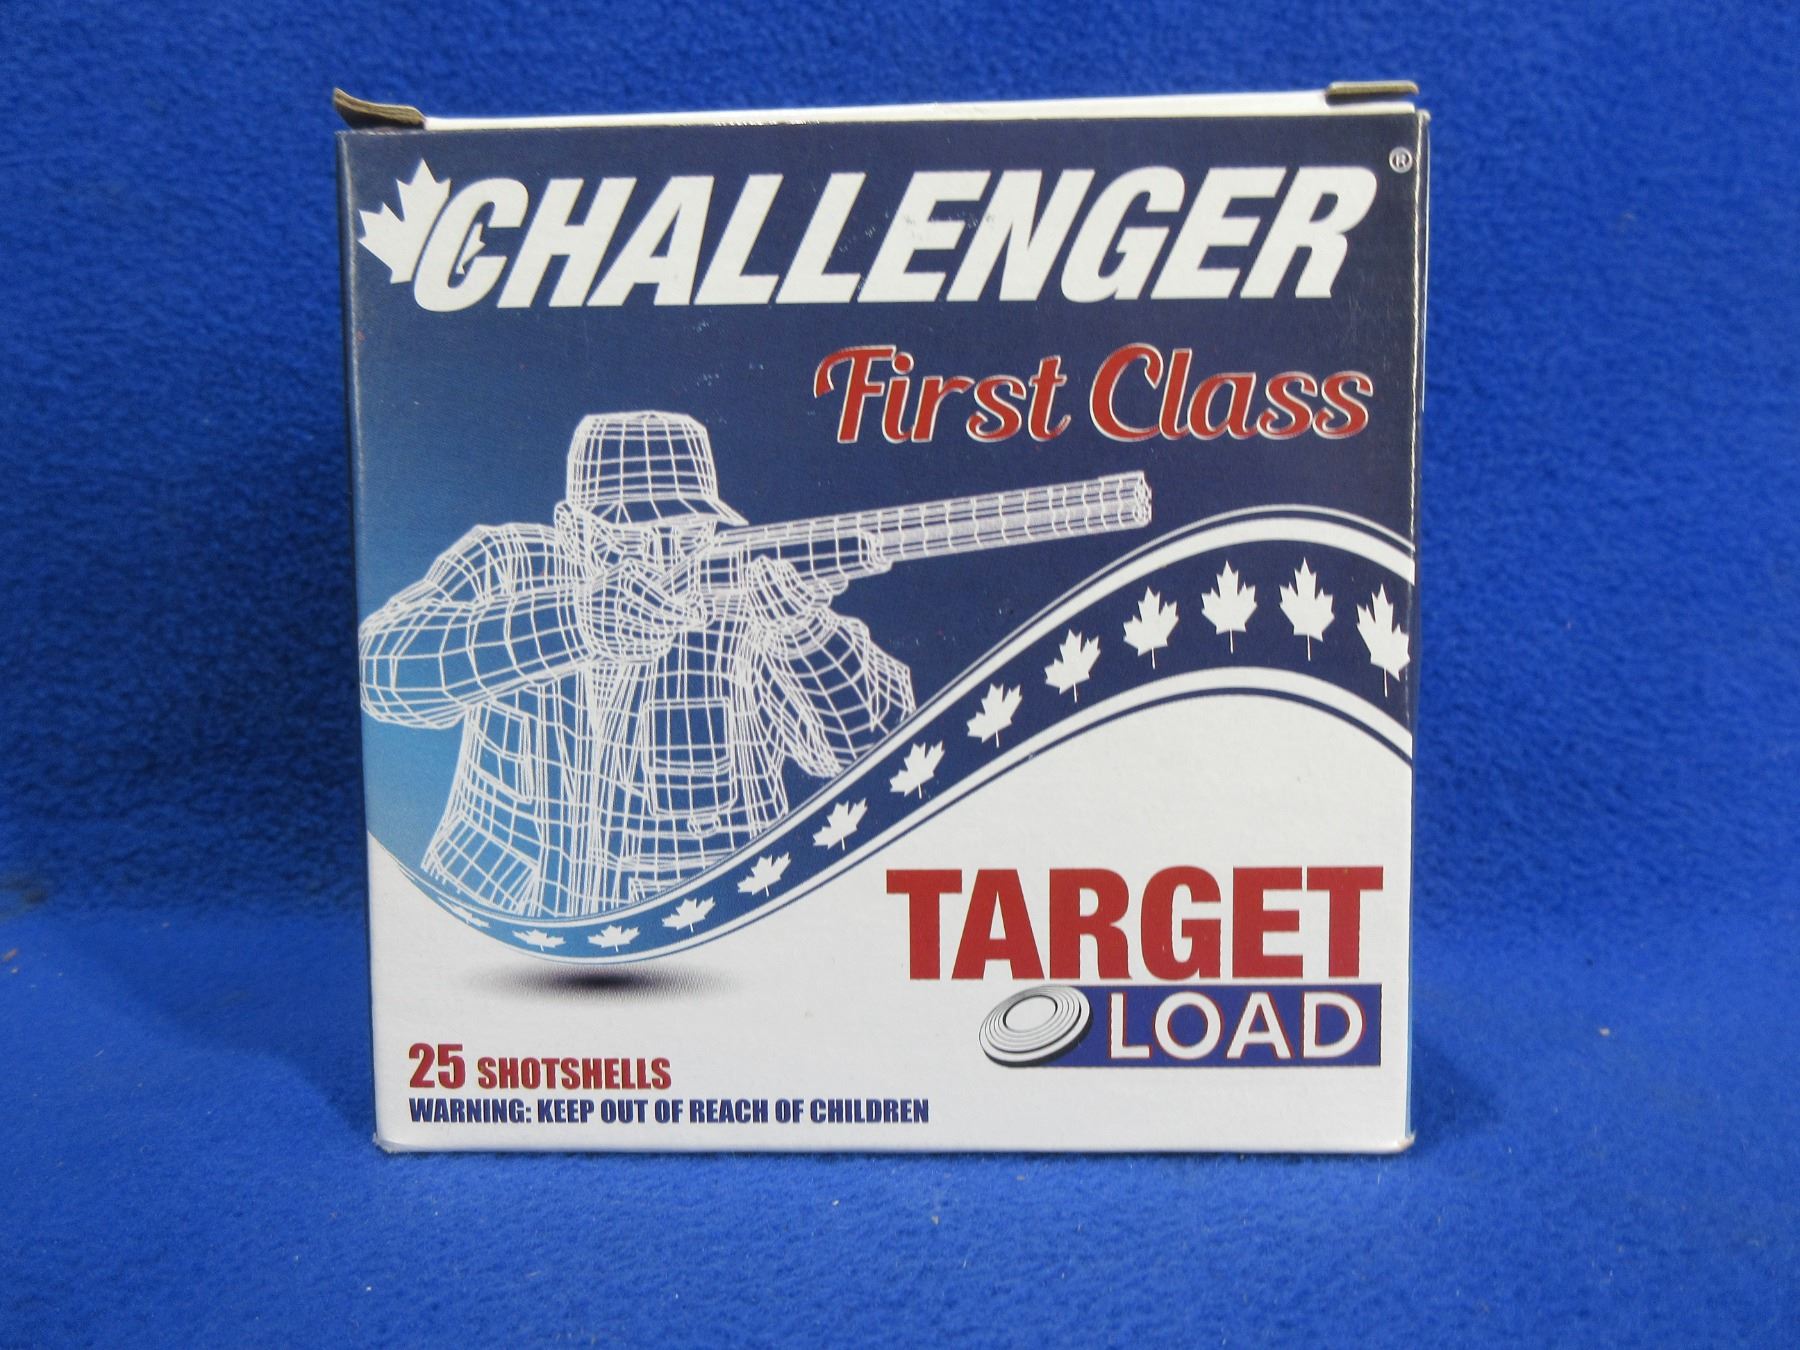 CHALLENGER®
First Class
TARGET
LOAD
25 SHOTSHELLS
WARNING: KEEP OUT OF REACH OF CHILDREN